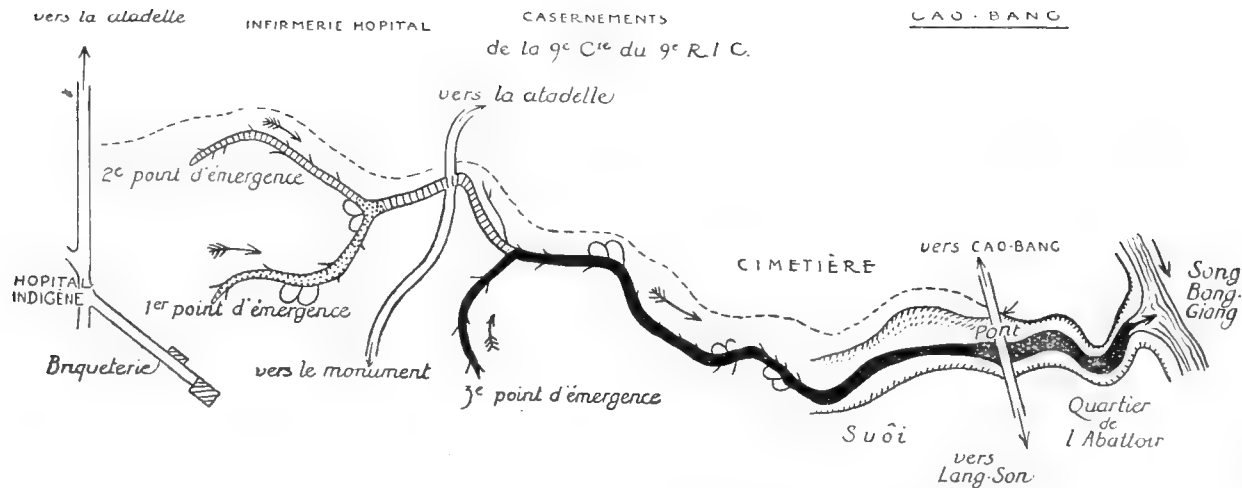 vers la citadelle
INFIRMERIE HOPITAL
CASERNEMENTS
de la 9e Cie du 9e R I C.
CAO-BANG
vers la citadelle
2e point d'émergence
HOPITAL
INDIGÈNE
1er point d'émergence
Briqueterie
vers le monument
3e point d'émergence
CIMETIÈRE
vers CAO-BANG
Pont
Song
Bang-
Giang
Suôi
Quartier
de
l Abattoir
vers
Lang-Son